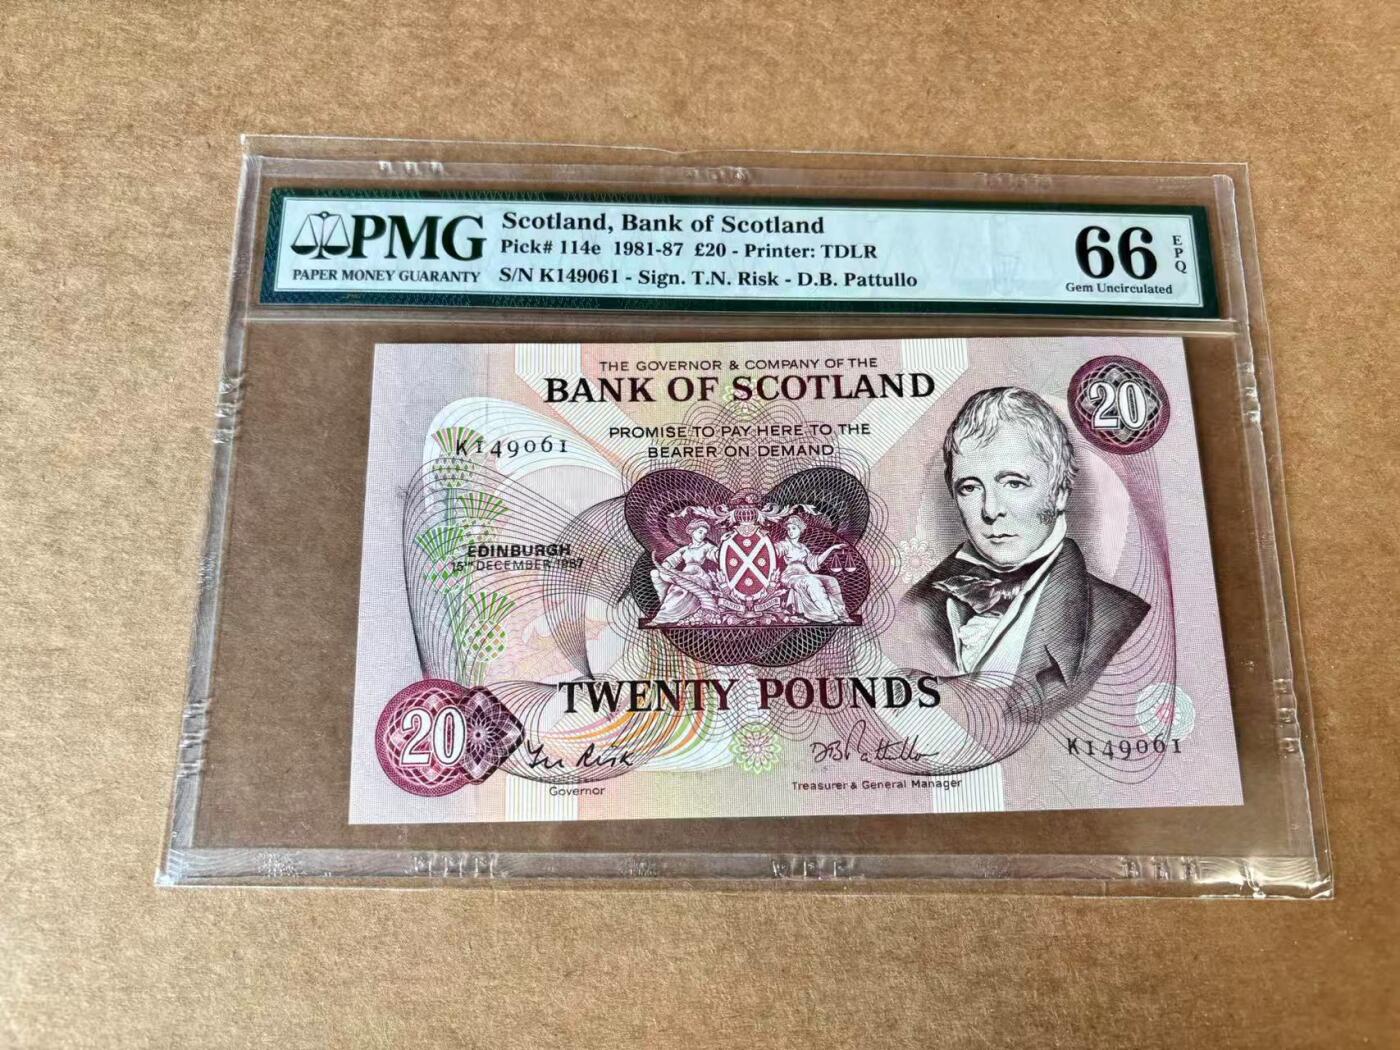 PMG
PAPER MONEY GUARANTY
Scotland, Bank of Scotland
Pick# 114e 1981-87 £20 - Printer: TDLR
S/N K149061 - Sign. T.N. Risk - D.B. Pattullo
66
EPQ
Gem Uncirculated
THE GOVERNOR & COMPANY OF THE
BANK OF SCOTLAND
20
PROMISE TO PAY HERE TO THE
BEARER ON DEMAND
K149061
EDINBURGH
15TH DECEMBER 1987
TWENTY POUNDS
20
K149061
Governor
Treasurer & General Manager